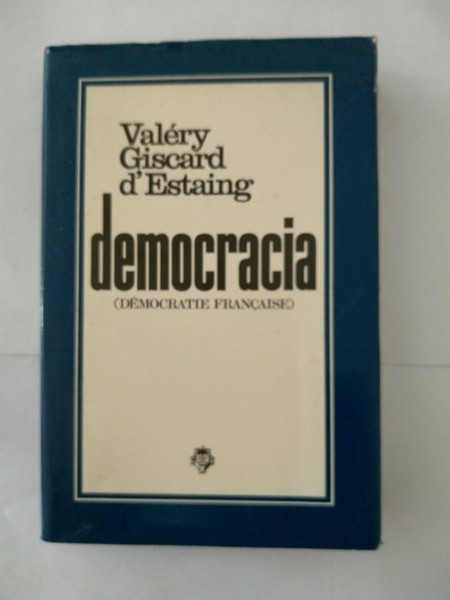 Valéry
Giscard
d'Estaing
democracia
(DÉMOCRATIE FRANÇAISE)